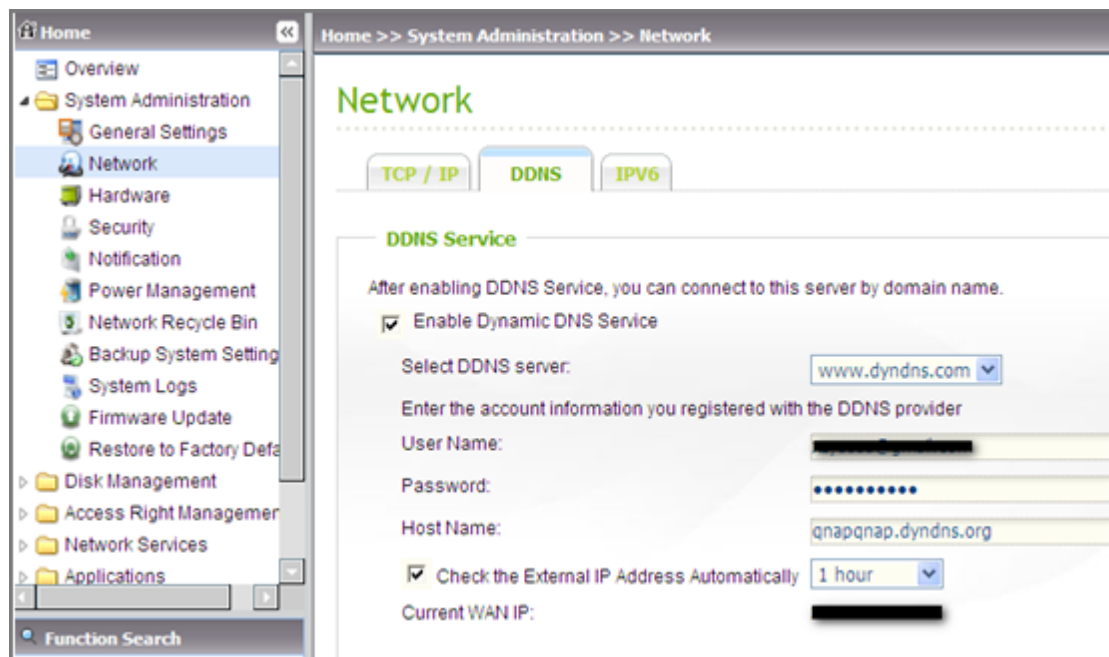 Home
Overview
System Administration
General Settings
Network
Hardware
Security
Notification
Power Management
Network Recycle Bin
Backup System Setting
System Logs
Firmware Update
Restore to Factory Defa
Disk Management
Access Right Managemen
Network Services
Applications
Function Search
Home >> System Administration >> Network
Network
TCP / IP DDNS IPV6
DDNS Service
After enabling DDNS Service, you can connect to this server by domain name.
Enable Dynamic DNS Service
Select DDNS server: www.dyndns.com
Enter the account information you registered with the DDNS provider
User Name:
Password: ••••••••••
Host Name: qnapqnap.dyndns.org
Check the External IP Address Automatically 1 hour
Current WAN IP: